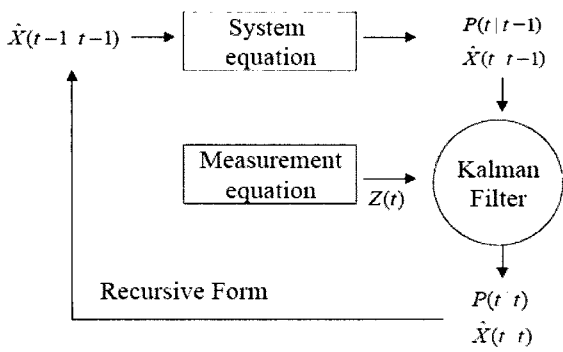 X̂(t−1 t−1)
System
equation
P(t|t−1)
X̂(t t−1)
Measurement
equation
Z(t)
Kalman
Filter
Recursive Form
P(t t)
X̂(t t)